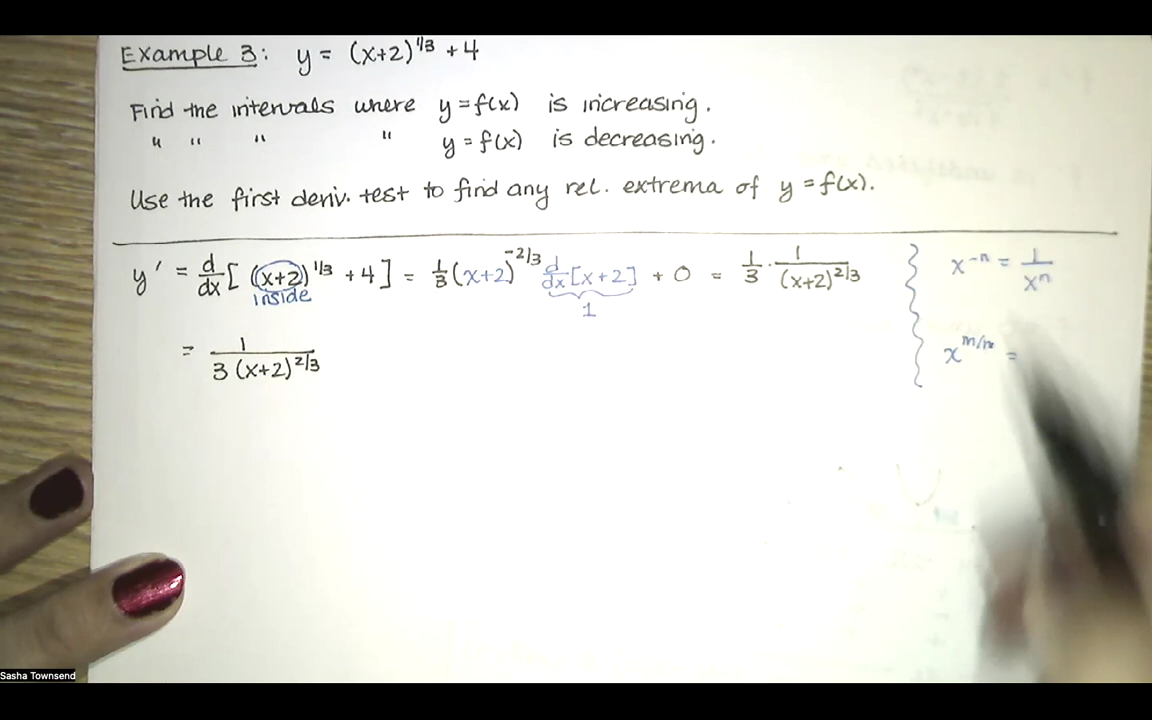 Example 3: y = (x+2)^1/3 + 4
Find the intervals where y = f(x) is increasing.
" " " " y = f(x) is decreasing.
Use the first deriv. test to find any rel. extrema of y = f(x).
y' = d/dx [(x+2)^1/3 + 4] = 1/3 (x+2)^-2/3 d/dx [x+2] + 0 = 1/3 · 1/(x+2)^2/3
inside
1
= 1/3(x+2)^2/3
x^-n = 1/x^n
x^m/n =
Sasha Townsend